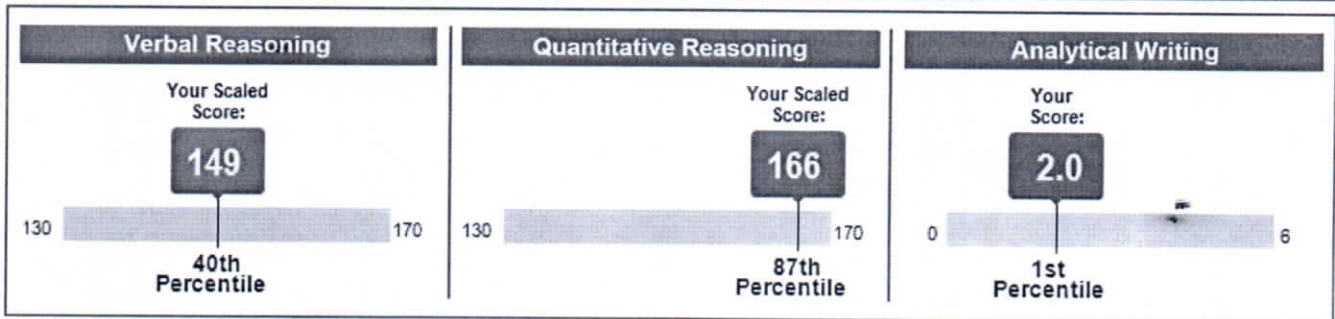 Verbal Reasoning
Your Scaled
Score:
149
130
170
40th
Percentile
Quantitative Reasoning
Your Scaled
Score:
166
130
170
87th
Percentile
Analytical Writing
Your
Score:
2.0
0
6
1st
Percentile